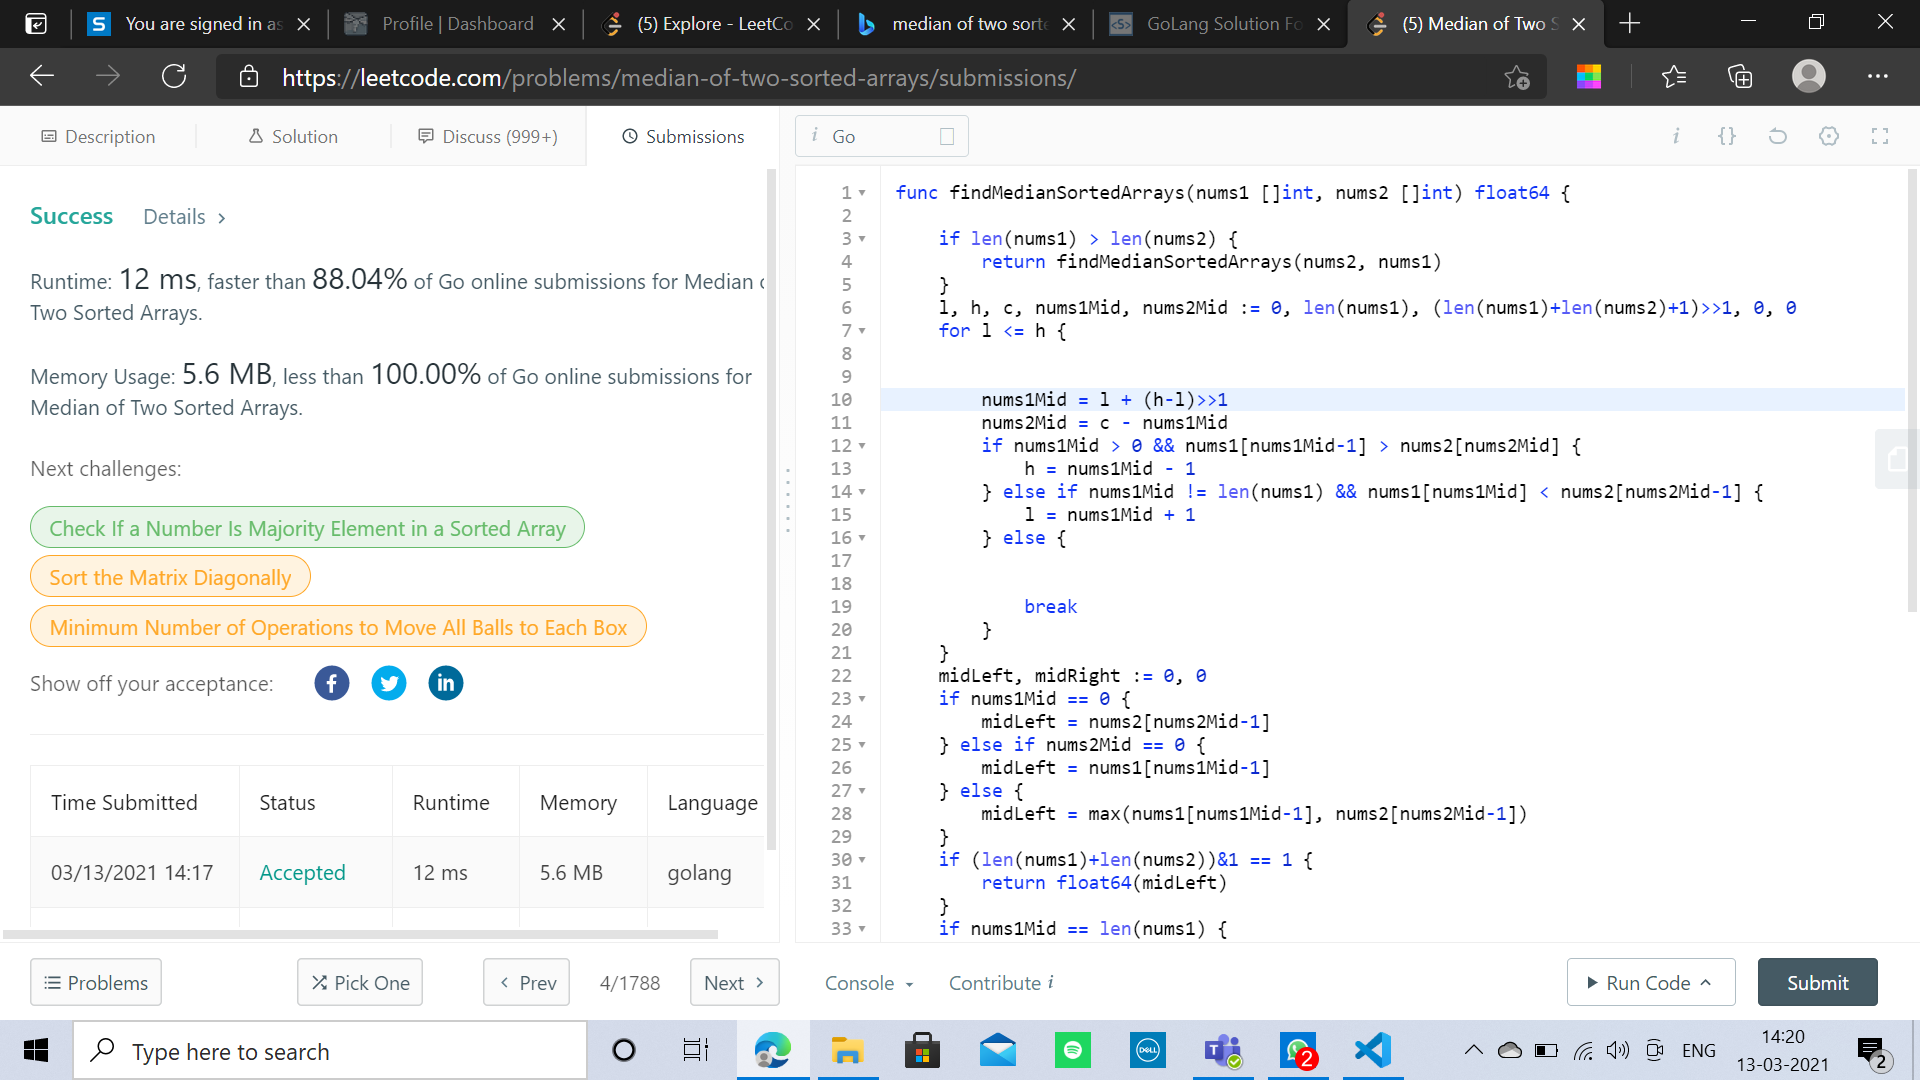 You are signed in as
Profile | Dashboard
(5) Explore - LeetCo
median of two sorte
GoLang Solution Fo
(5) Median of Two S
https://leetcode.com/problems/median-of-two-sorted-arrays/submissions/
Description
Solution
Discuss (999+)
Submissions
Success
Details >
Runtime: 12 ms, faster than 88.04% of Go online submissions for Median o
Two Sorted Arrays.
Memory Usage: 5.6 MB, less than 100.00% of Go online submissions for
Median of Two Sorted Arrays.
Next challenges:
Check If a Number Is Majority Element in a Sorted Array
Sort the Matrix Diagonally
Minimum Number of Operations to Move All Balls to Each Box
Show off your acceptance:
Time Submitted Status Runtime Memory Language
03/13/2021 14:17 Accepted 12 ms 5.6 MB golang
Problems
Pick One
< Prev
4/1788
Next >
i Go
i {}
1 func findMedianSortedArrays(nums1 []int, nums2 []int) float64 {
2
3 if len(nums1) > len(nums2) {
4 return findMedianSortedArrays(nums2, nums1)
5 }
6 l, h, c, nums1Mid, nums2Mid := 0, len(nums1), (len(nums1)+len(nums2)+1)>>1, 0, 0
7 for l <= h {
8
9
10 nums1Mid = l + (h-l)>>1
11 nums2Mid = c - nums1Mid
12 if nums1Mid > 0 && nums1[nums1Mid-1] > nums2[nums2Mid] {
13 h = nums1Mid - 1
14 } else if nums1Mid != len(nums1) && nums1[nums1Mid] < nums2[nums2Mid-1] {
15 l = nums1Mid + 1
16 } else {
17
18
19 break
20 }
21 }
22 midLeft, midRight := 0, 0
23 if nums1Mid == 0 {
24 midLeft = nums2[nums2Mid-1]
25 } else if nums2Mid == 0 {
26 midLeft = nums1[nums1Mid-1]
27 } else {
28 midLeft = max(nums1[nums1Mid-1], nums2[nums2Mid-1])
29 }
30 if (len(nums1)+len(nums2))&1 == 1 {
31 return float64(midLeft)
32 }
33 if nums1Mid == len(nums1) {
Console
Contribute i
Run Code
Submit
Type here to search
DELL
T
2
ENG
14:20
13-03-2021
2